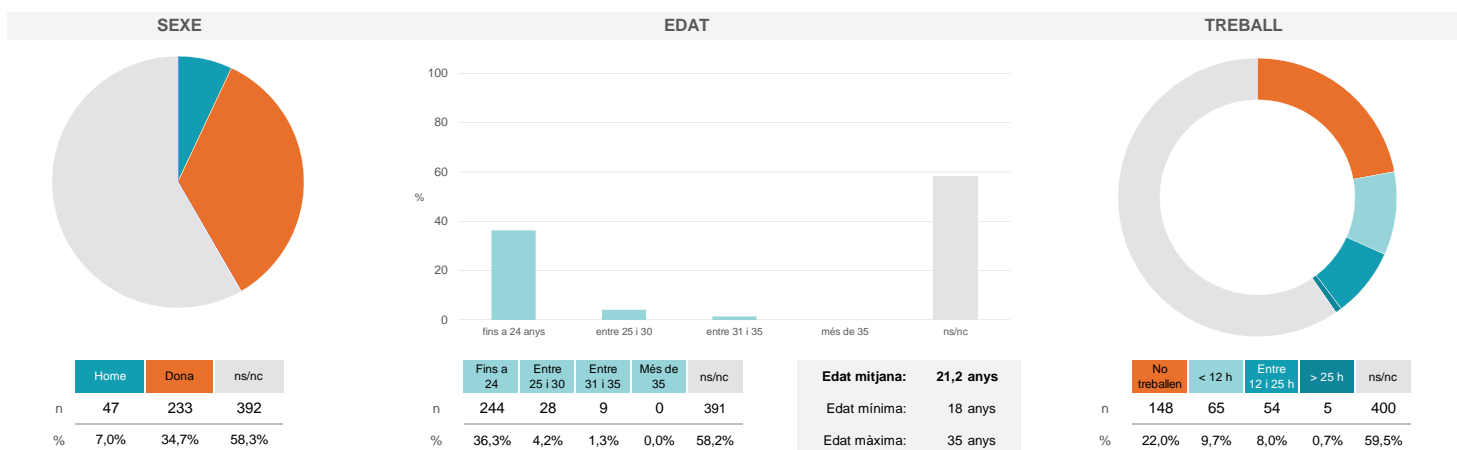 SEXE
Home Dona ns/nc
n 47 233 392
% 7,0% 34,7% 58,3%
EDAT
100
80
60
%
40
20
0
fins a 24 anys entre 25 i 30 entre 31 i 35 més de 35 ns/nc
Fins a Entre Entre Més de
24 25 i 30 31 i 35 35 ns/nc
n 244 28 9 0 391
% 36,3% 4,2% 1,3% 0,0% 58,2%
Edat mitjana: 21,2 anys
Edat mínima: 18 anys
Edat màxima: 35 anys
TREBALL
No Entre
treballen < 12 h 12 i 25 h > 25 h ns/nc
n 148 65 54 5 400
% 22,0% 9,7% 8,0% 0,7% 59,5%